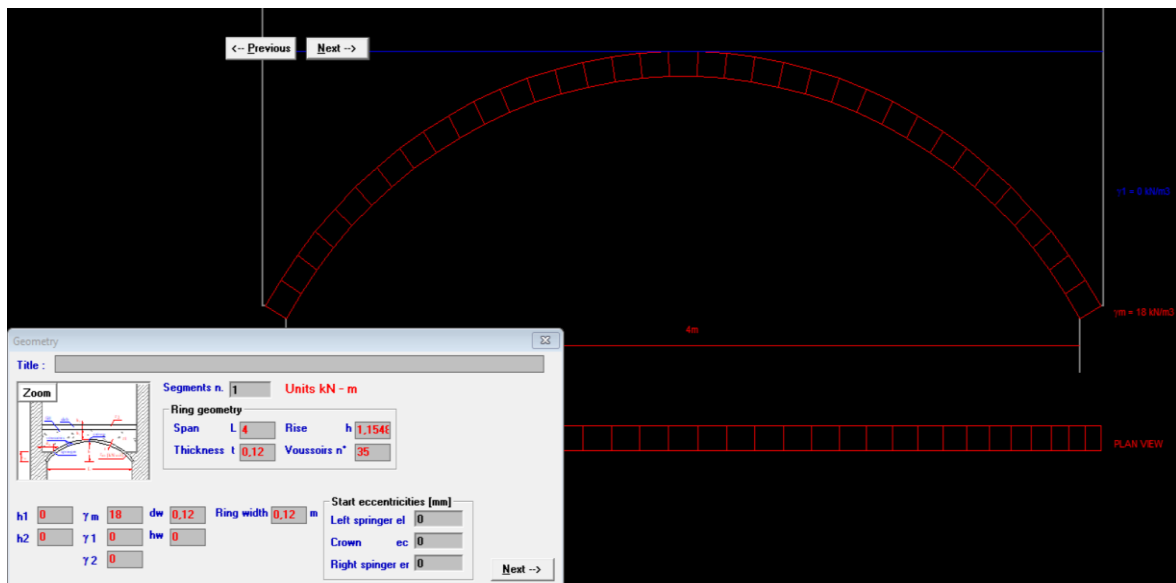 <-- Previous Next -->
γ1 = 0 kN/m3
γm = 18 kN/m3
4m
PLAN VIEW
Geometry
Title :
Zoom
Segments n. 1 Units kN - m
Ring geometry
Span L 4 Rise h 1,1548
Thickness t 0,12 Voussoirs n° 35
h1 0 γ m 18 dw 0,12 Ring width 0,12 m
h2 0 γ 1 0 hw 0
γ 2 0
Start eccentricities [mm]
Left springer el 0
Crown ec 0
Right spinger er 0
Next -->